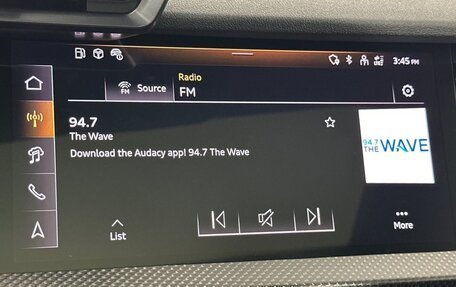 3:45 PM
Radio
FM
Source
FM
94.7
The Wave
Download the Audacy app! 94.7 The Wave
94.7
THE WAVE
List
More